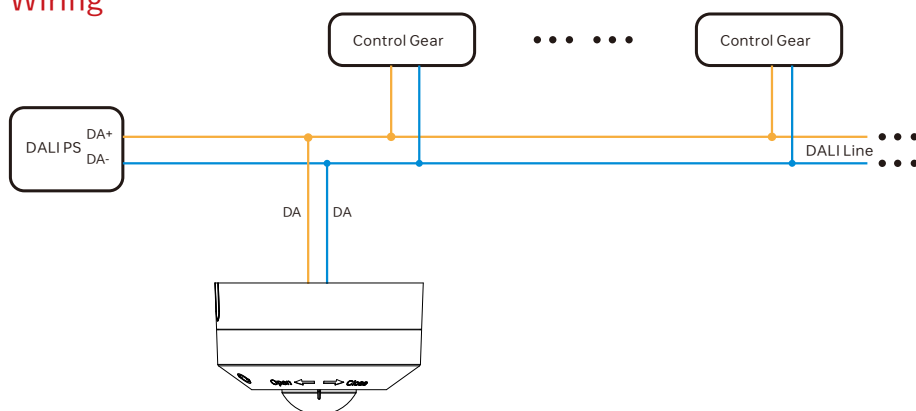 Wiring
Control Gear
Control Gear
DALI PS
DA+
DA-
DALI Line
DA
DA
Open
Close